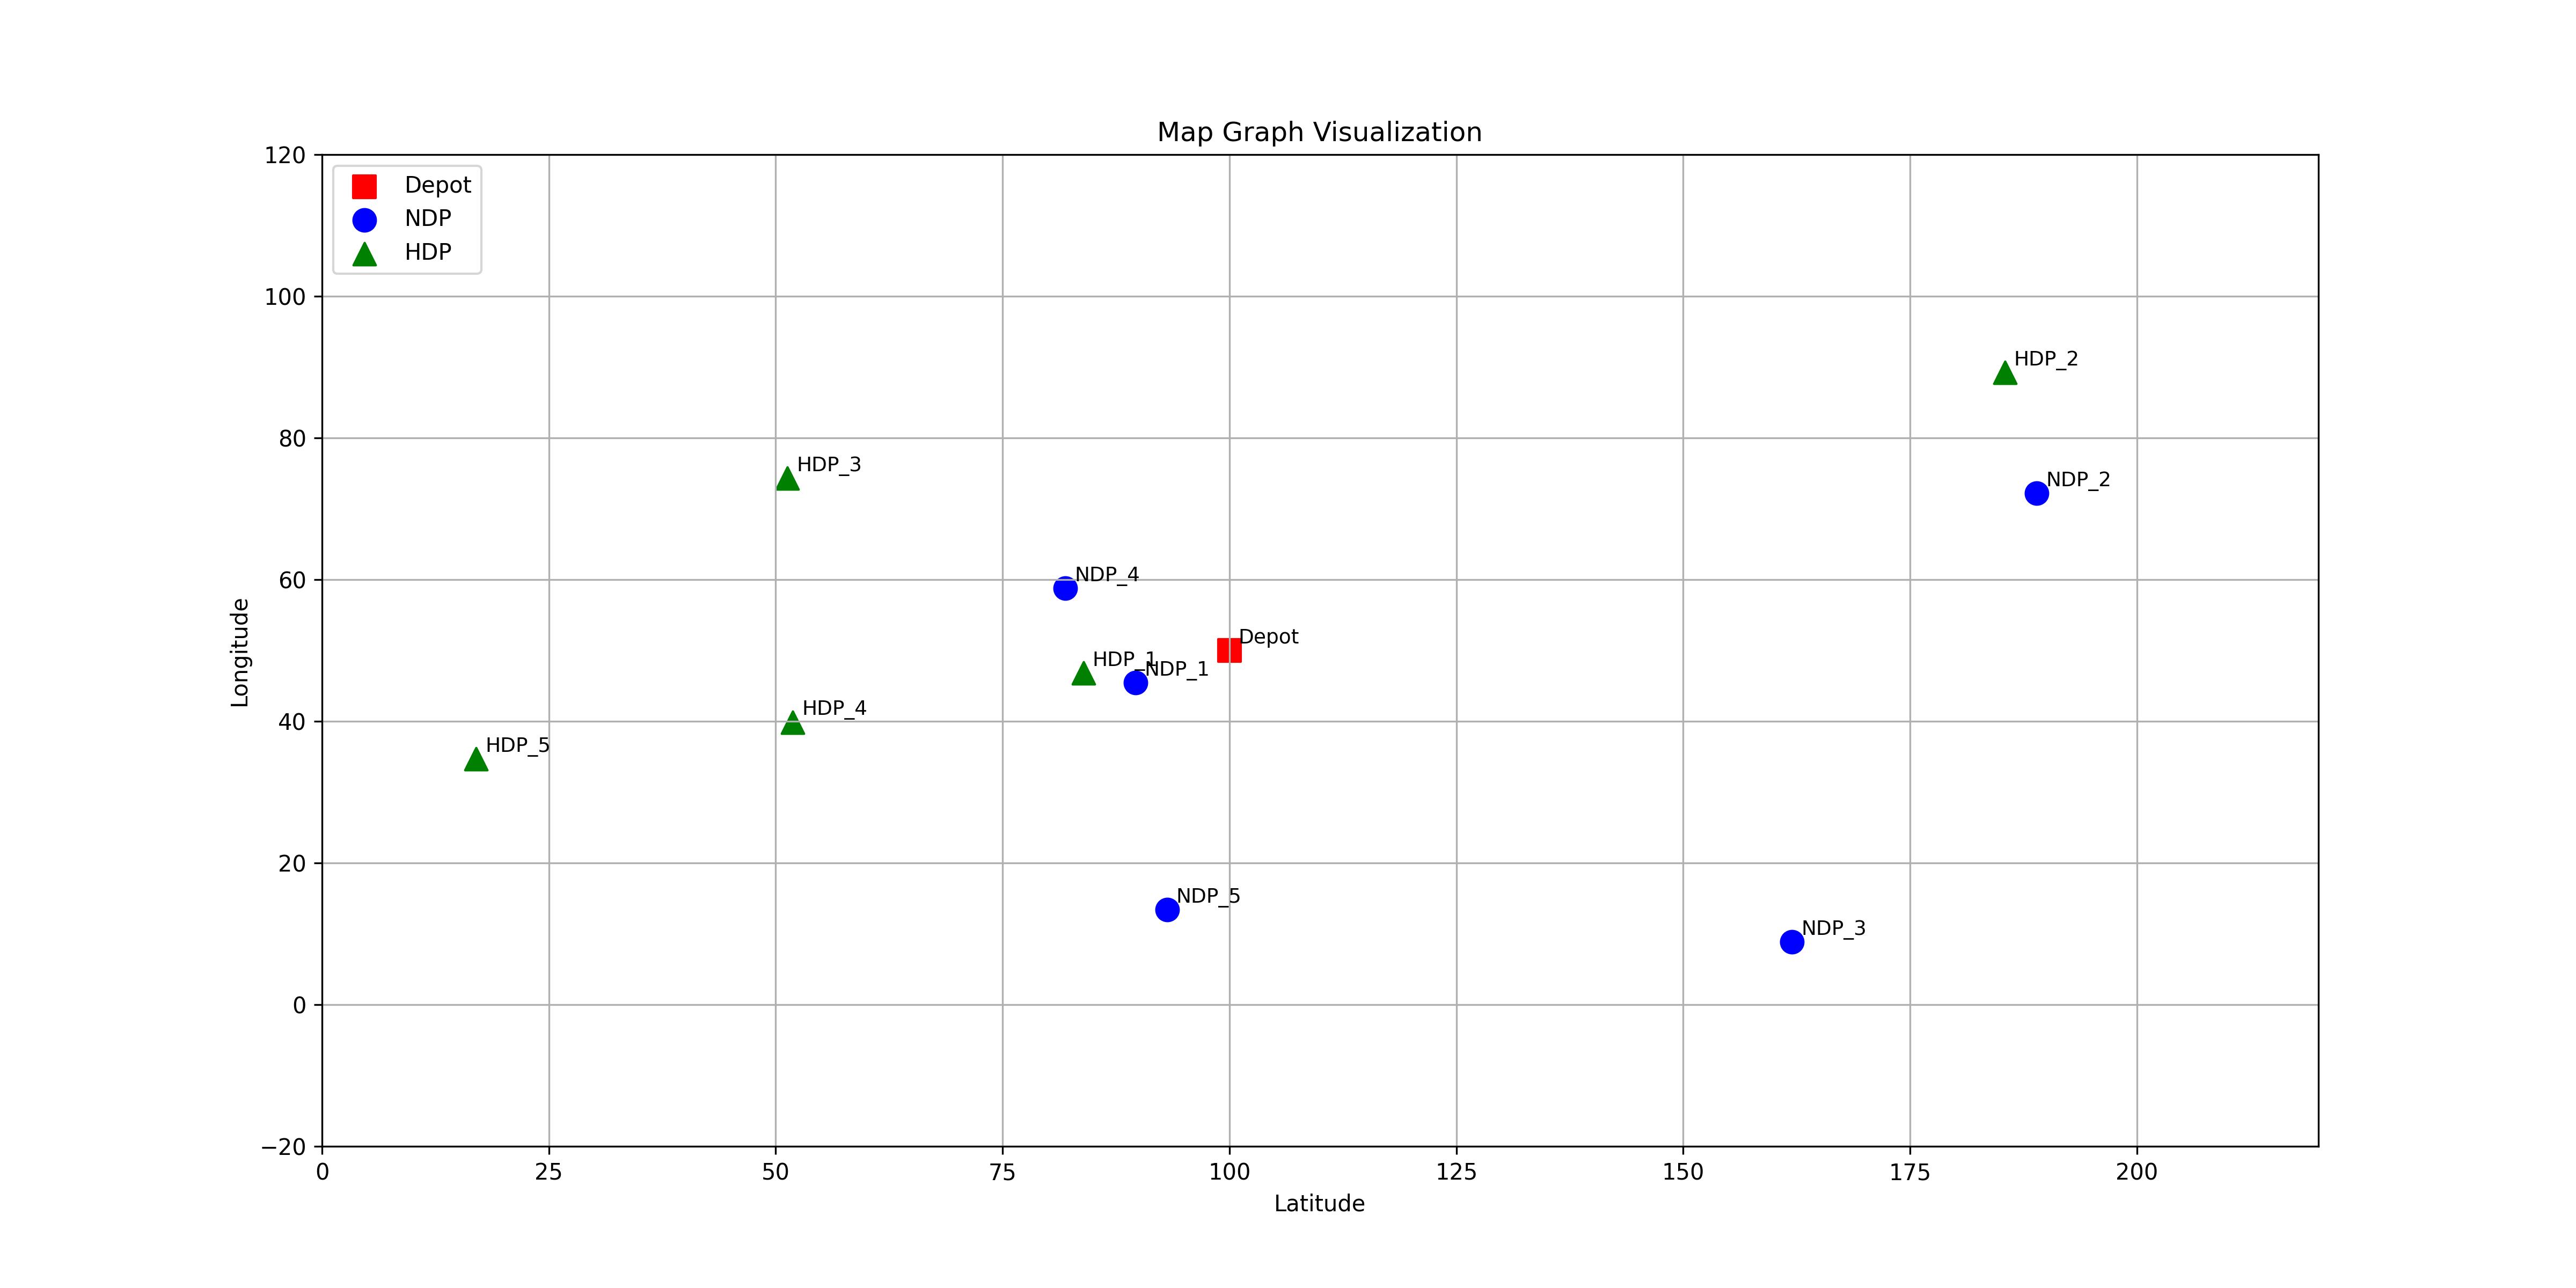 Map Graph Visualization
Depot
NDP
HDP
120
100
80
60
40
20
0
−20
Longitude
HDP_2
HDP_3
NDP_2
NDP_4
Depot
HDP_1
NDP_1
HDP_4
HDP_5
NDP_5
NDP_3
0 25 50 75 100 125 150 175 200
Latitude